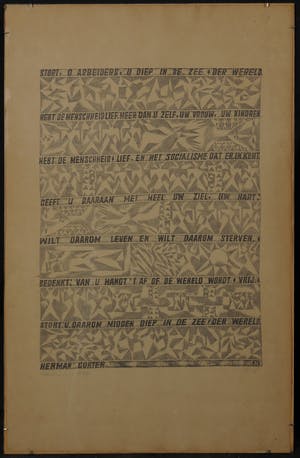 STORT, O ARBEIDERS, U DIEP IN DE ZEE DER WERELD.
HEBT DE MENSCHHEID LIEF, MEER DAN U ZELF, UW VROUW, UW KINDREN.
HEBT DE MENSCHHEID LIEF, EN HET SOCIALISME DAT ER IN KOMT.
GEEFT U DAARAAN MET HEEL UW ZIEL, UW HART.
WILT DAAROM LEVEN EN WILT DAAROM STERVEN.
BEDENKT: VAN U HANGT 'T AF OF DE WERELD WORDT VRIJ.
STORT U DAAROM MIDDEN DIEP IN DE ZEE DER WERELD.
HERMAN GORTER